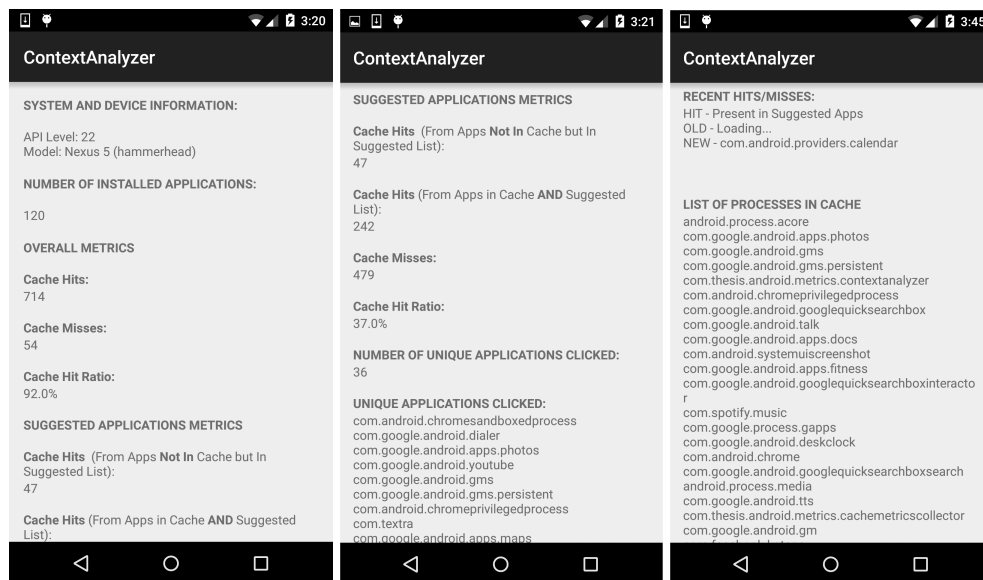 3:20
ContextAnalyzer
SYSTEM AND DEVICE INFORMATION:
API Level: 22
Model: Nexus 5 (hammerhead)
NUMBER OF INSTALLED APPLICATIONS:
120
OVERALL METRICS
Cache Hits:
714
Cache Misses:
54
Cache Hit Ratio:
92.0%
SUGGESTED APPLICATIONS METRICS
Cache Hits (From Apps Not In Cache but In
Suggested List):
47
Cache Hits (From Apps in Cache AND Suggested
List):
3:21
ContextAnalyzer
SUGGESTED APPLICATIONS METRICS
Cache Hits (From Apps Not In Cache but In
Suggested List):
47
Cache Hits (From Apps in Cache AND Suggested
List):
242
Cache Misses:
479
Cache Hit Ratio:
37.0%
NUMBER OF UNIQUE APPLICATIONS CLICKED:
36
UNIQUE APPLICATIONS CLICKED:
com.android.chromesandboxedprocess
com.google.android.dialer
com.google.android.apps.photos
com.google.android.youtube
com.google.android.gms
com.google.android.gms.persistent
com.android.chromeprivilegedprocess
com.textra
com.google.android.apps.maps
3:45
ContextAnalyzer
RECENT HITS/MISSES:
HIT - Present in Suggested Apps
OLD - Loading...
NEW - com.android.providers.calendar
LIST OF PROCESSES IN CACHE
android.process.acore
com.google.android.apps.photos
com.google.android.gms
com.google.android.gms.persistent
com.thesis.android.metrics.contextanalyzer
com.android.chromeprivilegedprocess
com.google.android.googlequicksearchbox
com.google.android.talk
com.google.android.apps.docs
com.android.systemuiscreenshot
com.google.android.apps.fitness
com.google.android.googlequicksearchboxinteracto
r
com.spotify.music
com.google.process.gapps
com.google.android.deskclock
com.android.chrome
com.google.android.googlequicksearchboxsearch
android.process.media
com.google.android.tts
com.thesis.android.metrics.cachemetricscollector
com.google.android.gm